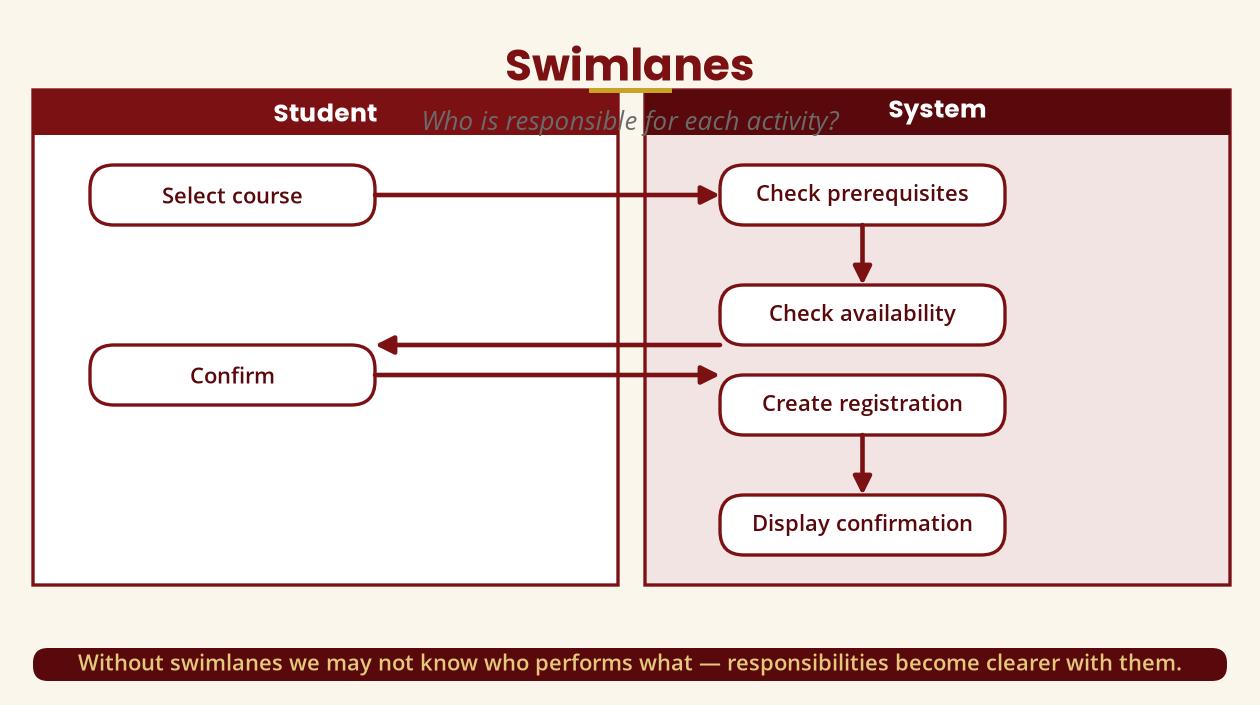 Swimlanes
Student
Who is responsible for each activity?
System
Select course
Check prerequisites
Check availability
Confirm
Create registration
Display confirmation
Without swimlanes we may not know who performs what — responsibilities become clearer with them.